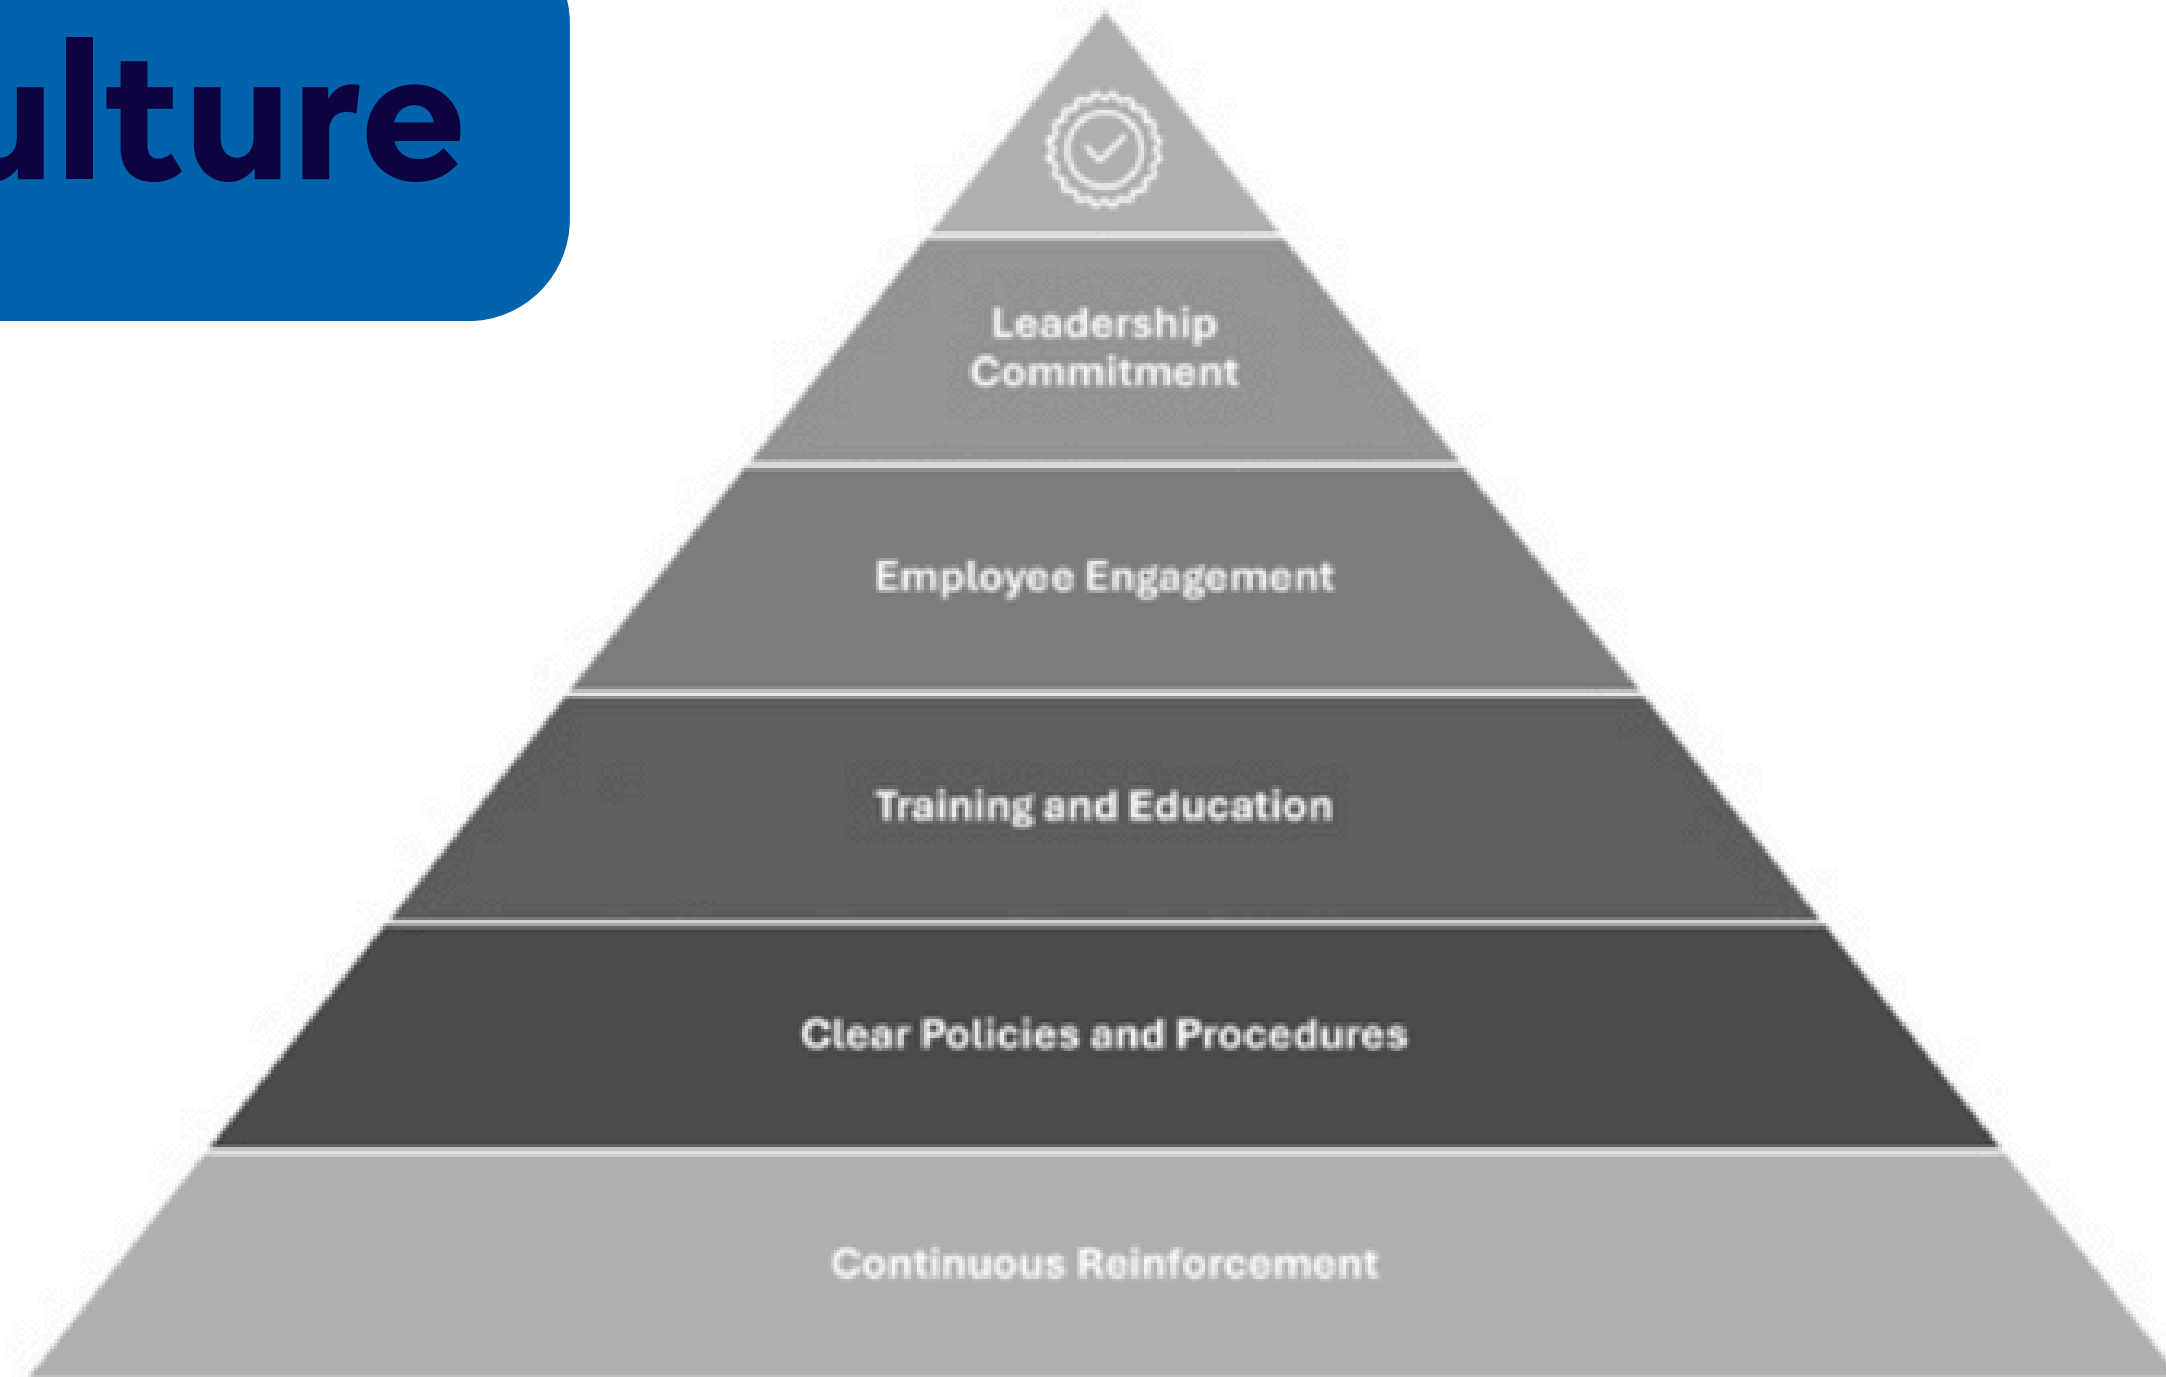 ulture
Leadership
Commitment
Employee Engagement
Training and Education
Clear Policies and Procedures
Continuous Reinforcement